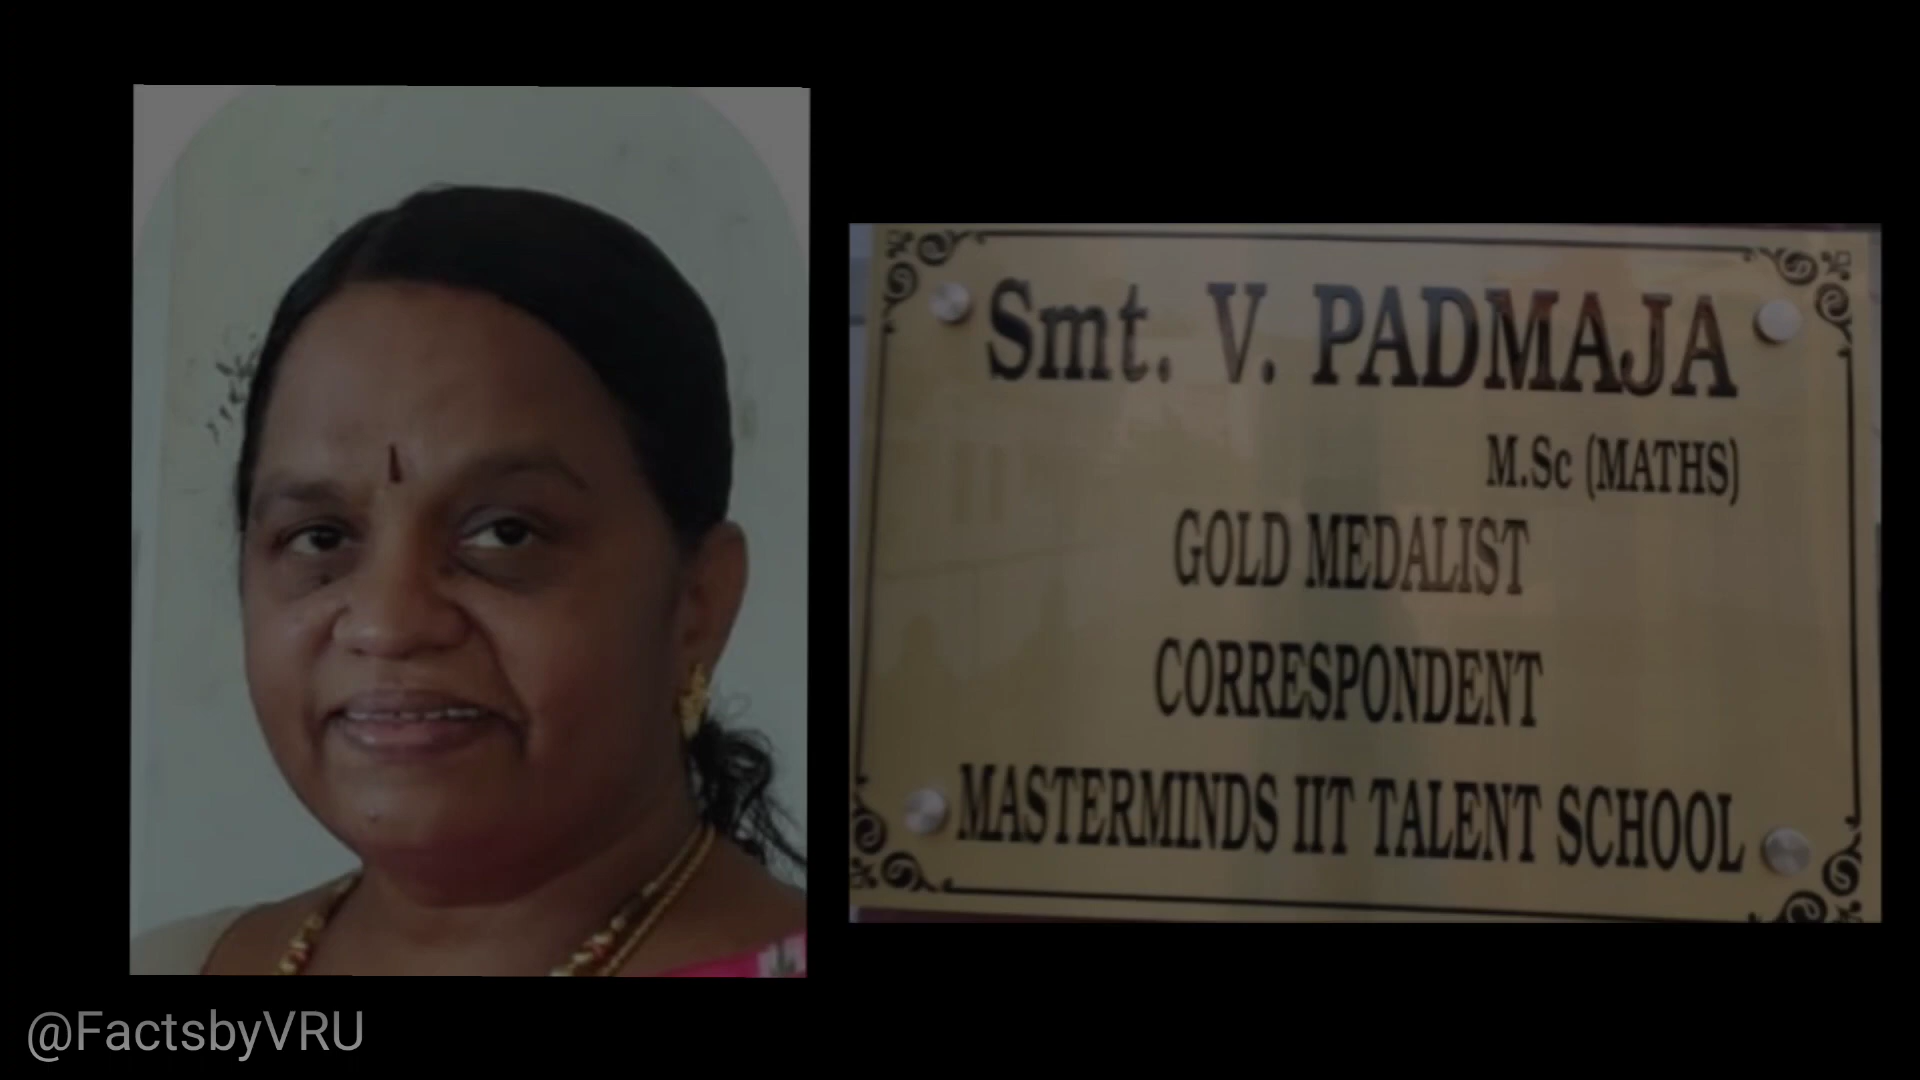 Smt. V. PADMAJA
M.Sc (MATHS)
GOLD MEDALIST
CORRESPONDENT
MASTERMINDS IIT TALENT SCHOOL
@FactsbyVRU